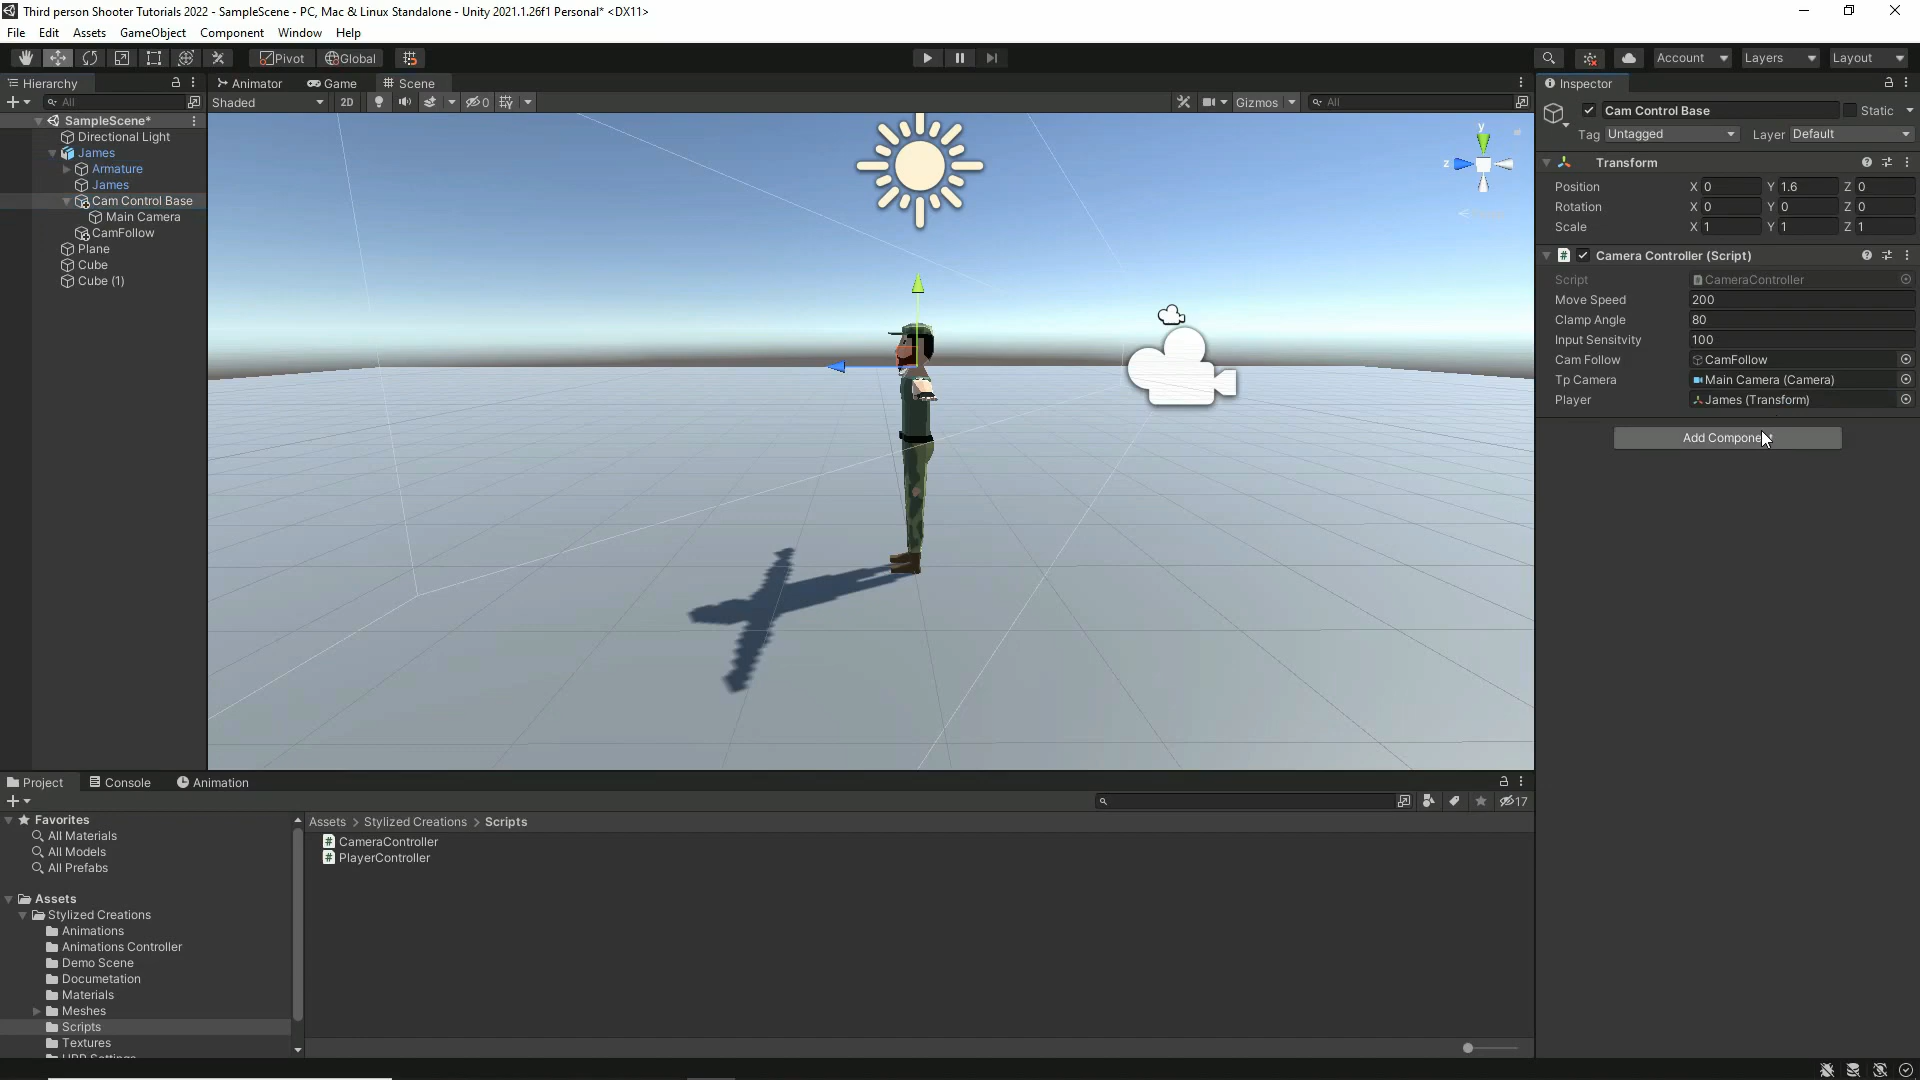 Third person Shooter Tutorials 2022 - SampleScene - PC, Mac & Linux Standalone - Unity 2021.1.26f1 Personal* <DX11>
File Edit Assets GameObject Component Window Help
Pivot Global Account Layers Layout
Hierarchy
All
SampleScene*
Directional Light
James
Armature
James
Cam Control Base
Main Camera
CamFollow
Plane
Cube
Cube (1)
Animator Game Scene
Shaded 2D 0 Gizmos All
y
z
Inspector
Cam Control Base Static
Tag Untagged Layer Default
Transform
Position X 0 Y 1.6 Z 0
Rotation X 0 Y 0 Z 0
Scale X 1 Y 1 Z 1
# Camera Controller (Script)
Script CameraController
Move Speed 200
Clamp Angle 80
Input Sensitvity 100
Cam Follow CamFollow
Tp Camera Main Camera (Camera)
Player James (Transform)
Project Console Animation
17
Favorites
All Materials
All Models
All Prefabs
Assets
Stylized Creations
Animations
Animations Controller
Demo Scene
Documetation
Materials
Meshes
Scripts
Textures
Assets > Stylized Creations > Scripts
# CameraController
# PlayerController